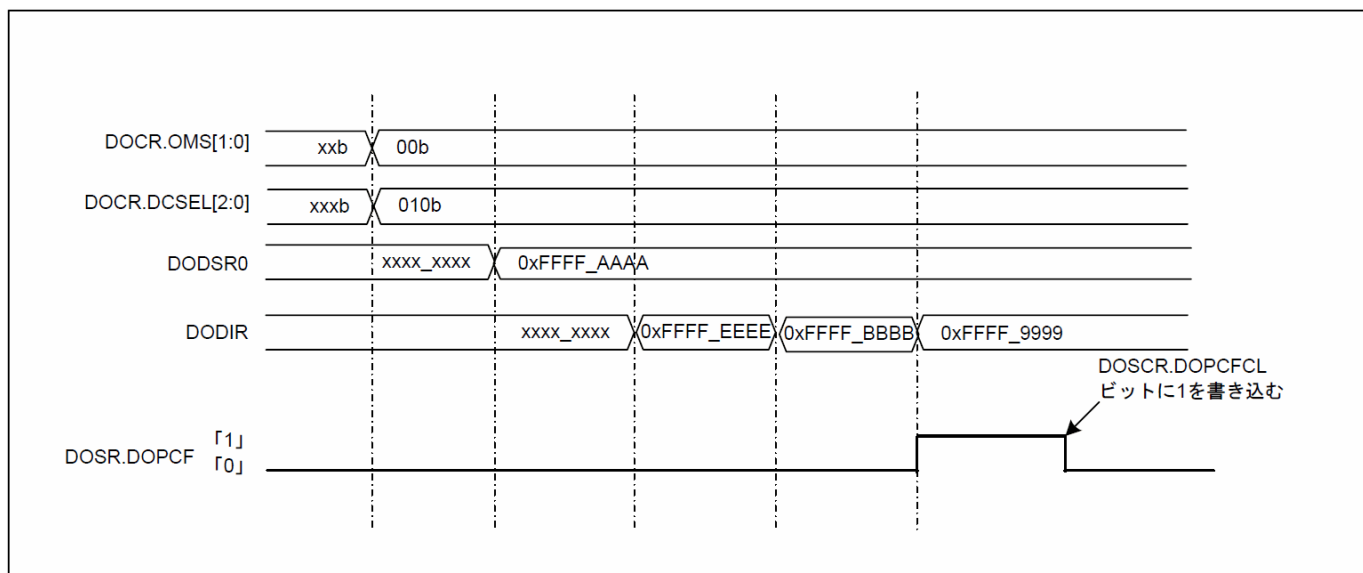 DOCR.OMS[1:0] xxb 00b
DOCR.DCSEL[2:0] xxxb 010b
DODSR0 xxxx_xxxx 0xFFFF_AAAA
DODIR xxxx_xxxx 0xFFFF_EEEE 0xFFFF_BBBB 0xFFFF_9999
DOSCR.DOPCFCL
ビットに1を書き込む
DOSR.DOPCF 「1」
「0」